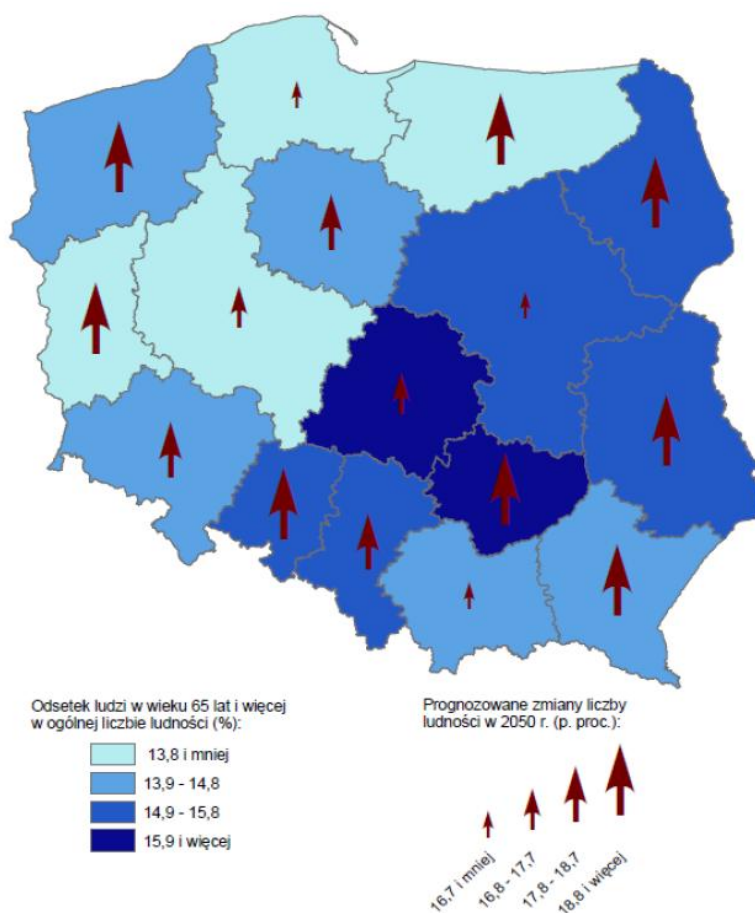 Odsetek ludzi w wieku 65 lat i więcej
w ogólnej liczbie ludności (%):
13,8 i mniej
13,9 - 14,8
14,9 - 15,8
15,9 i więcej
Prognozowane zmiany liczby
ludności w 2050 r. (p. proc.):
16,7 i mniej
16,8 - 17,7
17,8 - 18,7
18,8 i więcej